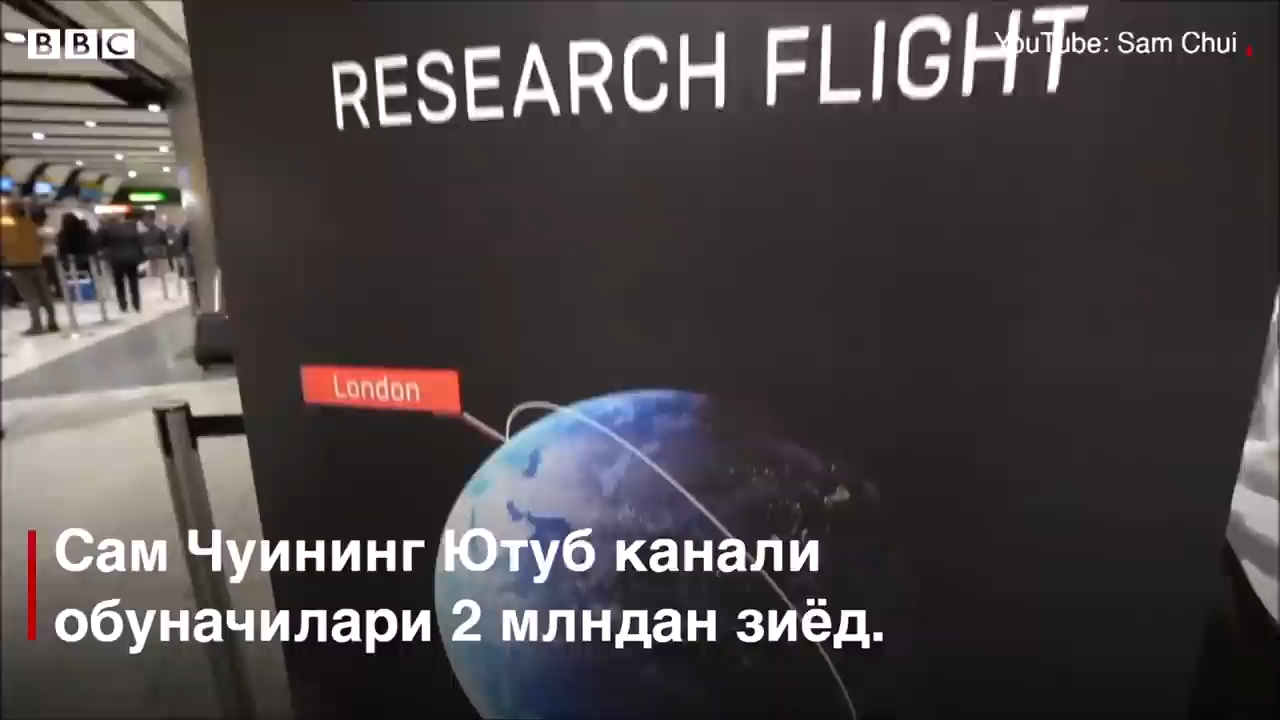 BBC
YouTube: Sam Chui
RESEARCH FLIGHT
London
Сам Чуининг Ютуб канали
обуначилари 2 млндан зиёд.